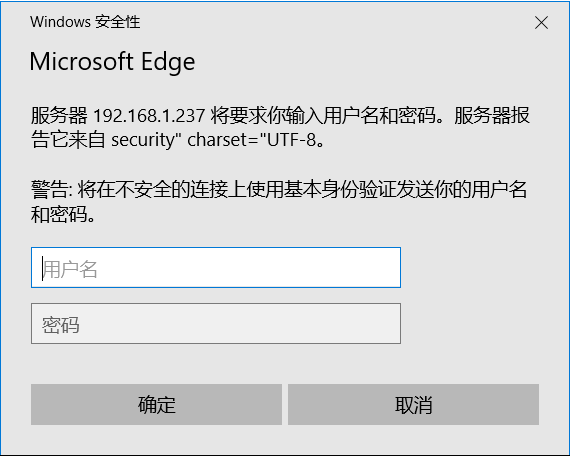 Windows 安全性
Microsoft Edge
服务器 192.168.1.237 将要求你输入用户名和密码。服务器报
告它来自 security" charset="UTF-8。
警告: 将在不安全的连接上使用基本身份验证发送你的用户名
和密码。
用户名
密码
确定
取消